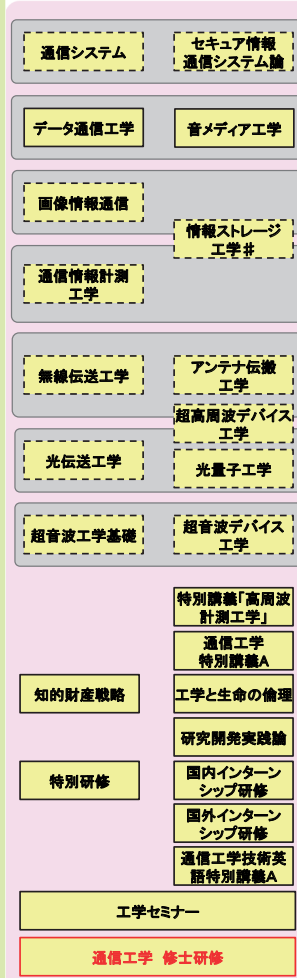 通信システム
セキュア情報
通信システム論
データ通信工学
音メディア工学
画像情報通信
情報ストレージ
工学＃
通信情報計測
工学
無線伝送工学
アンテナ伝搬
工学
超高周波デバイス
工学
光伝送工学
光量子工学
超音波工学基礎
超音波デバイス
工学
特別講義「高周波
計測工学」
通信工学
特別講義A
知的財産戦略
工学と生命の倫理
研究開発実践論
特別研修
国内インターン
シップ研修
国外インターン
シップ研修
通信工学技術英
語特別講義A
工学セミナー
通信工学 修士研修